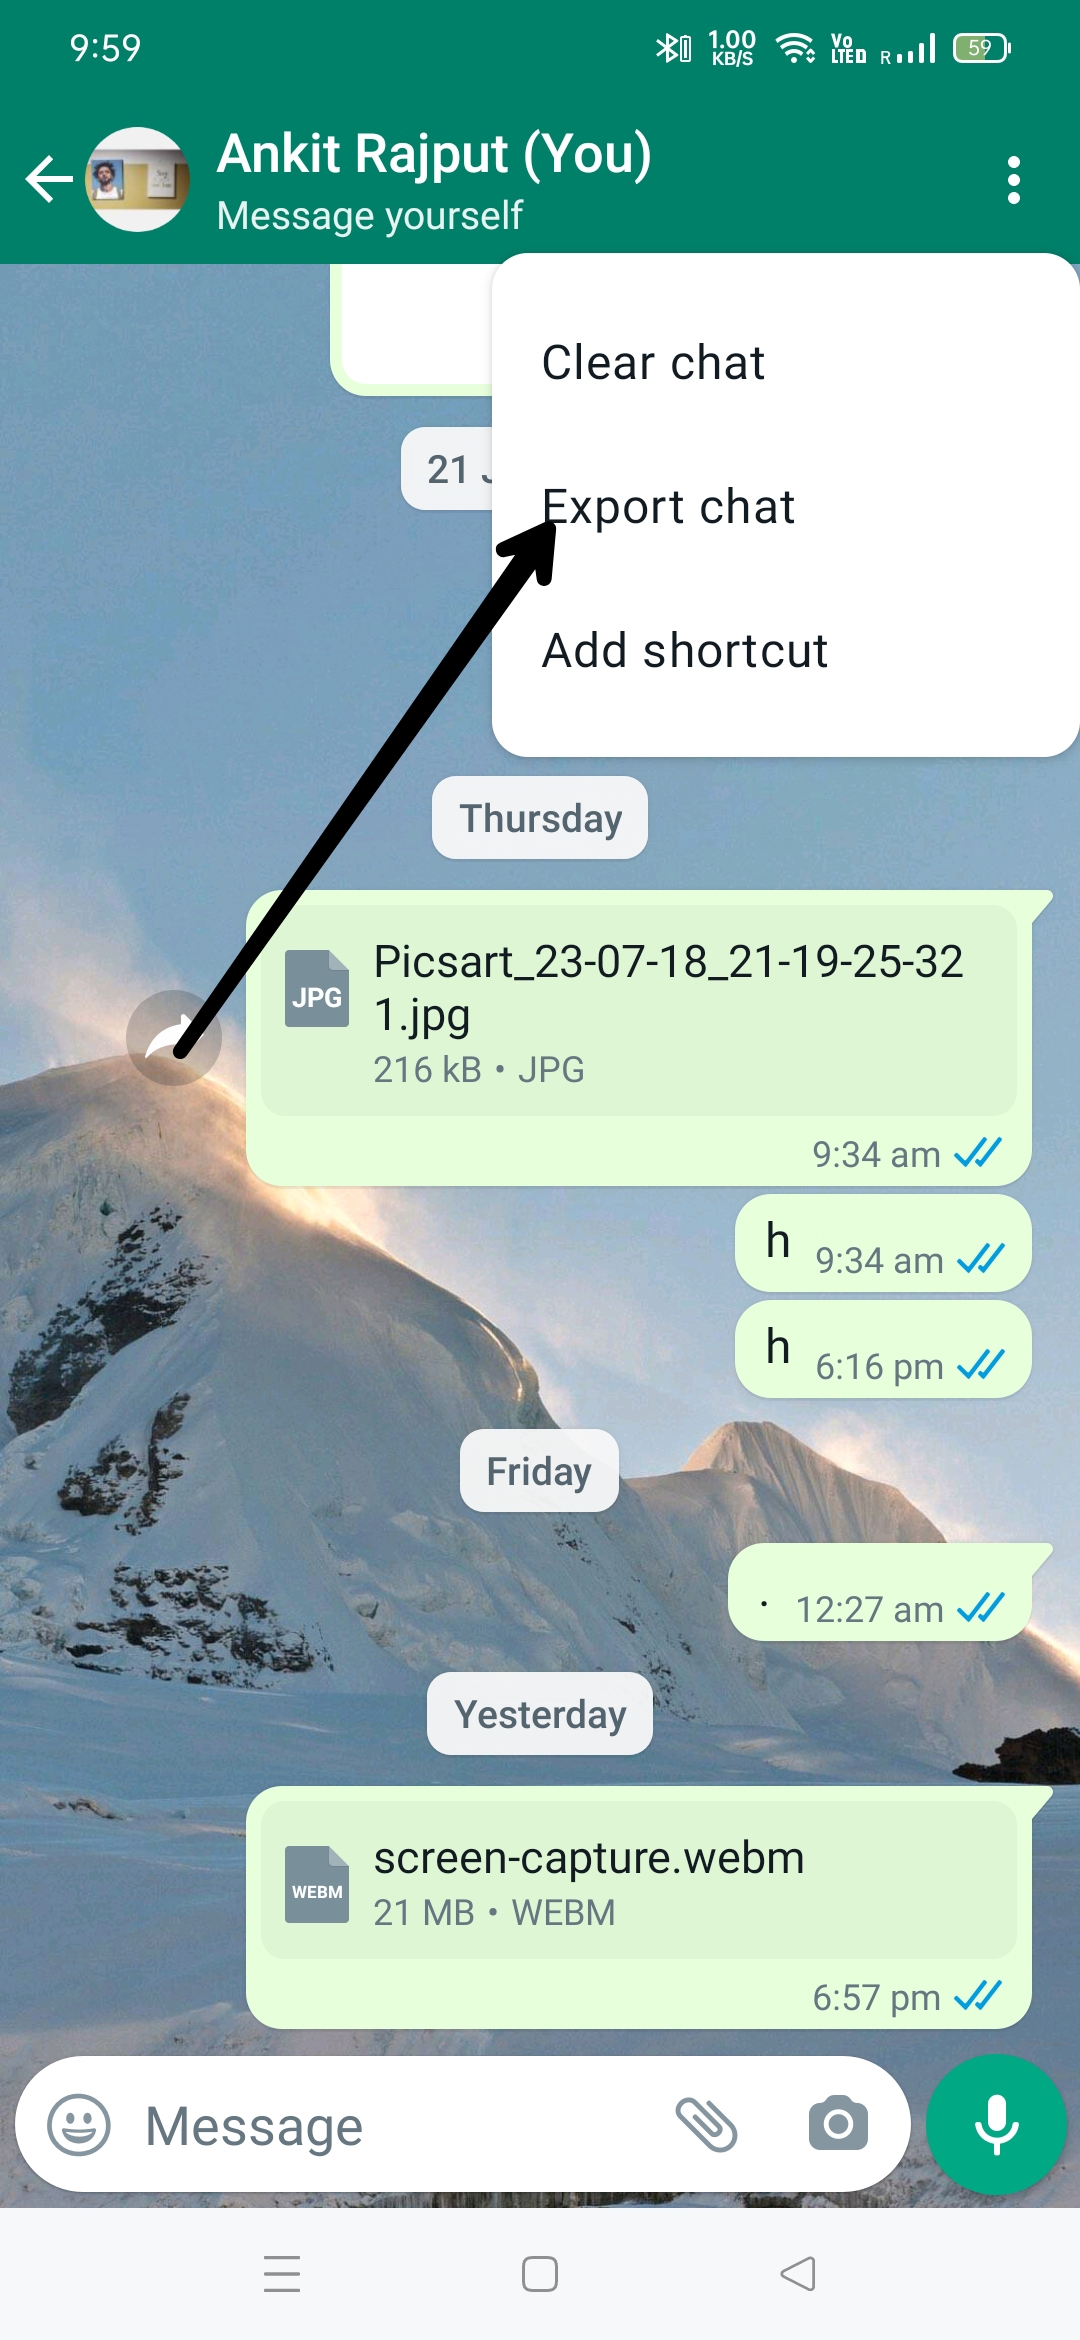 9:59
1.00
KB/S
Vo
LTED
R
59
Ankit Rajput (You)
Message yourself
Clear chat
21
Export chat
Add shortcut
Thursday
JPG
Picsart_23-07-18_21-19-25-32
1.jpg
216 kB • JPG
9:34 am
h 9:34 am
h 6:16 pm
Friday
. 12:27 am
Yesterday
WEBM
screen-capture.webm
21 MB • WEBM
6:57 pm
Message